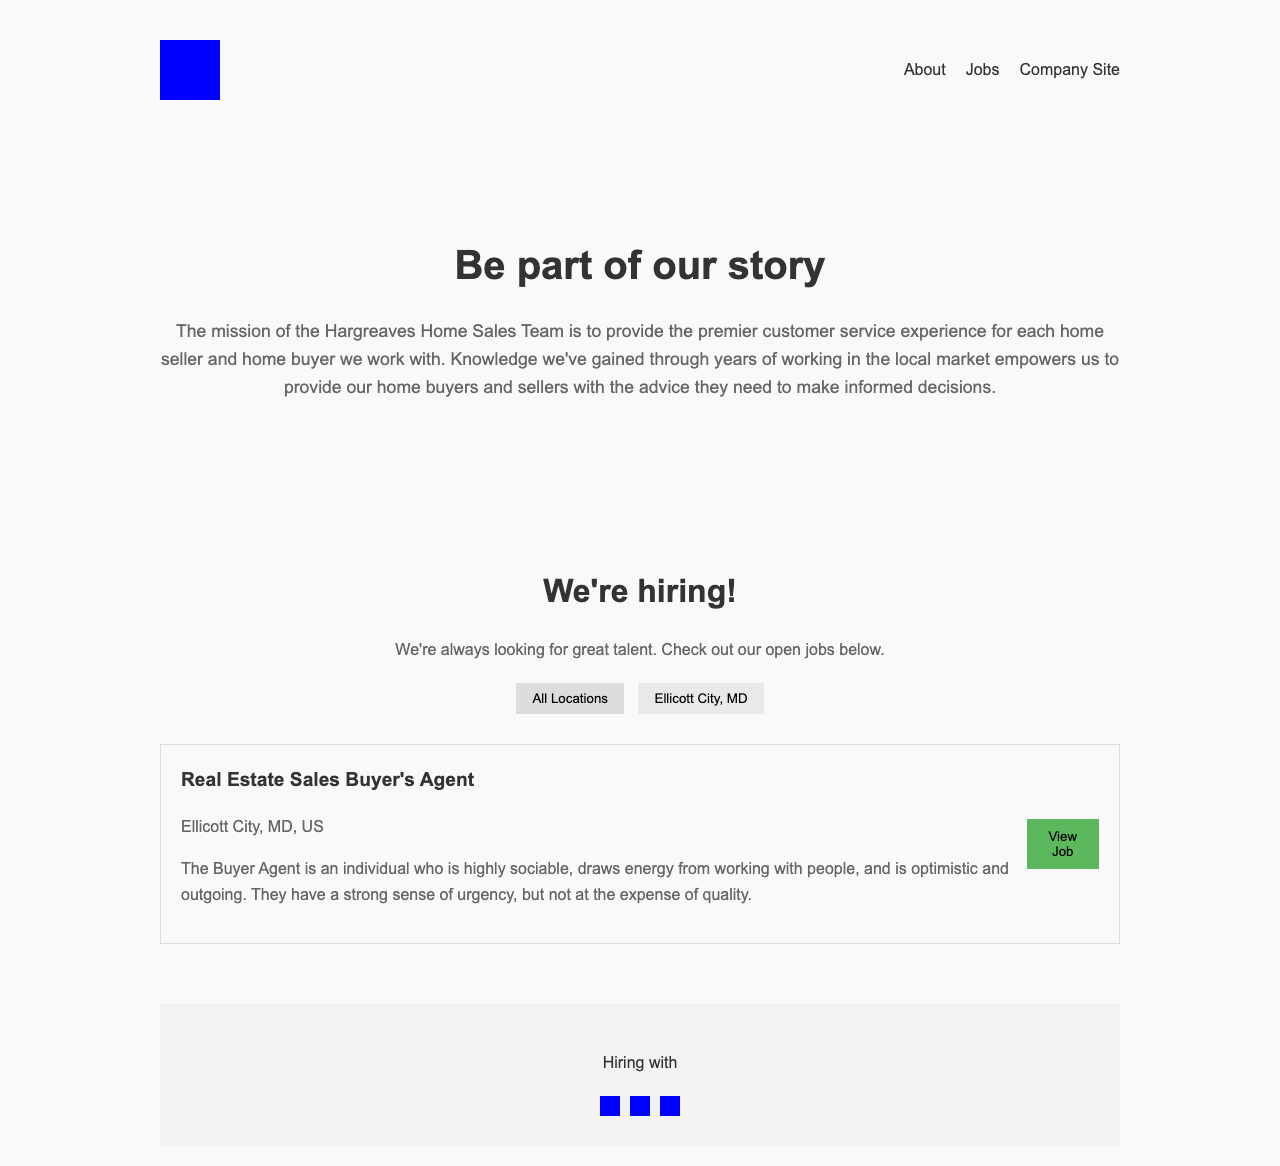 About Jobs Company Site
Be part of our story
The mission of the Hargreaves Home Sales Team is to provide the premier customer service experience for each home
seller and home buyer we work with. Knowledge we've gained through years of working in the local market empowers us to
provide our home buyers and sellers with the advice they need to make informed decisions.
We're hiring!
We're always looking for great talent. Check out our open jobs below.
All Locations Ellicott City, MD
Real Estate Sales Buyer's Agent
Ellicott City, MD, US
The Buyer Agent is an individual who is highly sociable, draws energy from working with people, and is optimistic and
outgoing. They have a strong sense of urgency, but not at the expense of quality.
View
Job
Hiring with